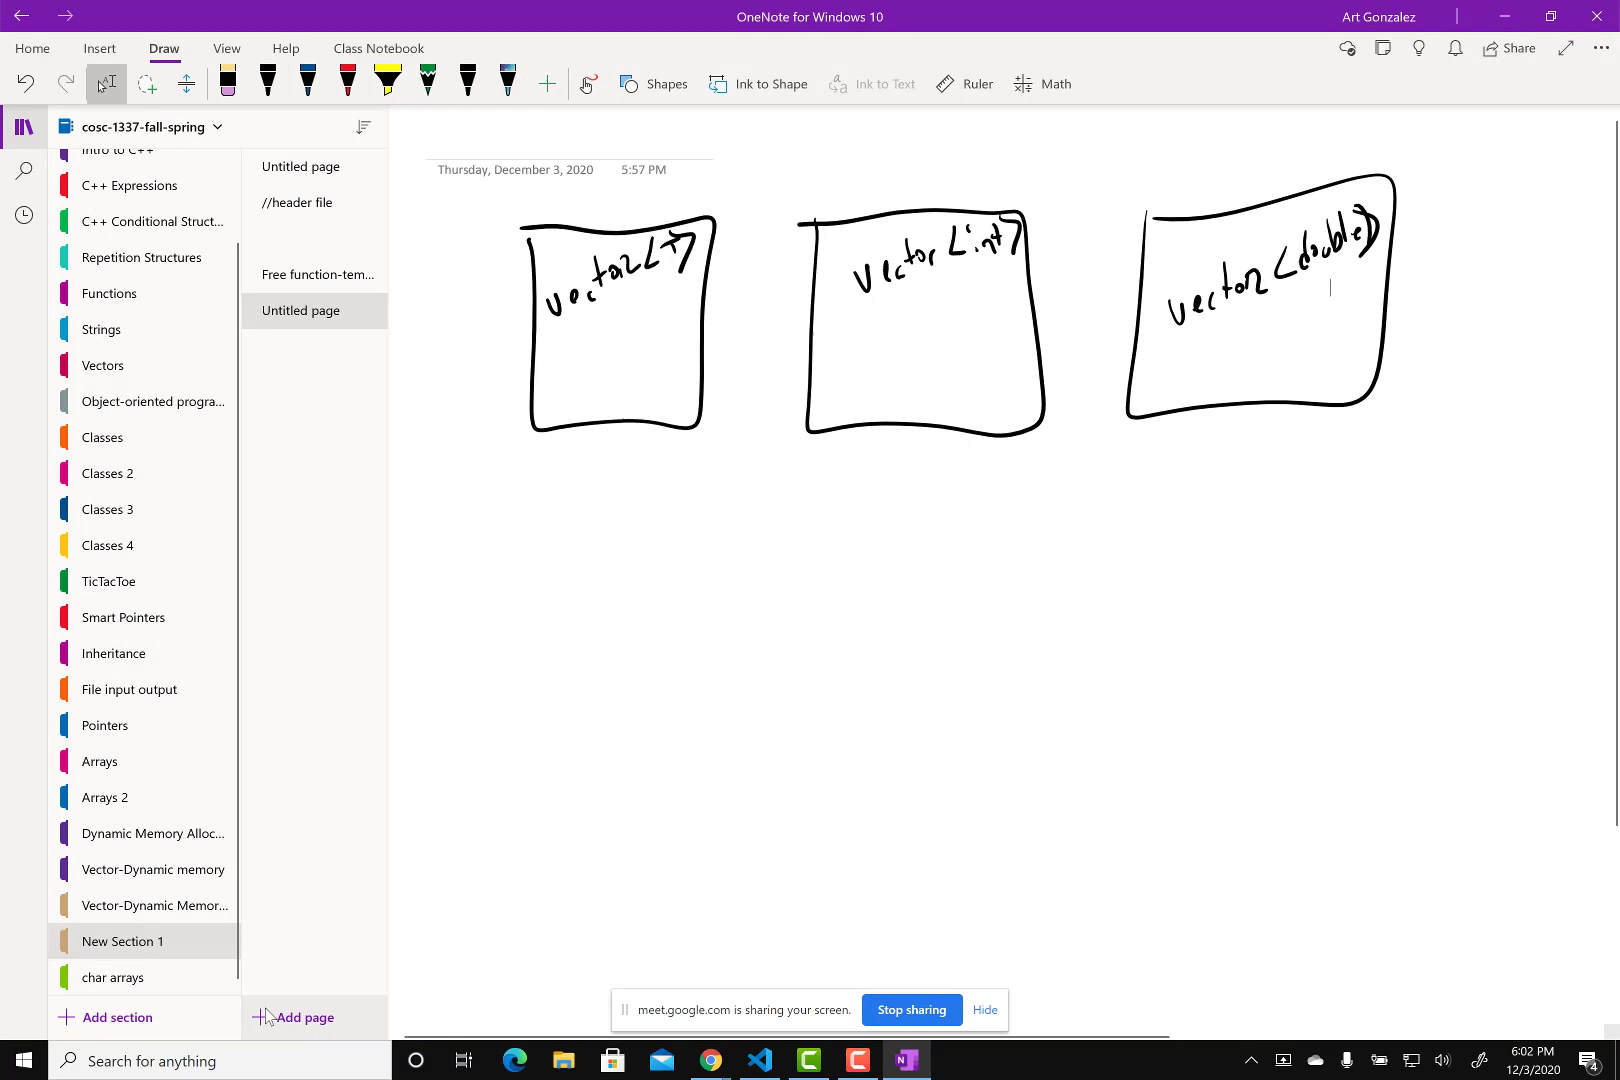 OneNote for Windows 10
Art Gonzalez
Home
Insert
Draw
View
Help
Class Notebook
Share
Shapes
Ink to Shape
Ink to Text
Ruler
Math
cosc-1337-fall-spring
Intro to C++
C++ Expressions
C++ Conditional Struct...
Repetition Structures
Functions
Strings
Vectors
Object-oriented progra...
Classes
Classes 2
Classes 3
Classes 4
TicTacToe
Smart Pointers
Inheritance
File input output
Pointers
Arrays
Arrays 2
Dynamic Memory Alloc...
Vector-Dynamic memory
Vector-Dynamic Memor...
New Section 1
char arrays
Add section
Untitled page
//header file
Free function-tem...
Untitled page
Add page
Thursday, December 3, 2020 5:57 PM
vector<T>
vector<int>
vector<double>
meet.google.com is sharing your screen.
Stop sharing
Hide
Search for anything
6:02 PM
12/3/2020
4